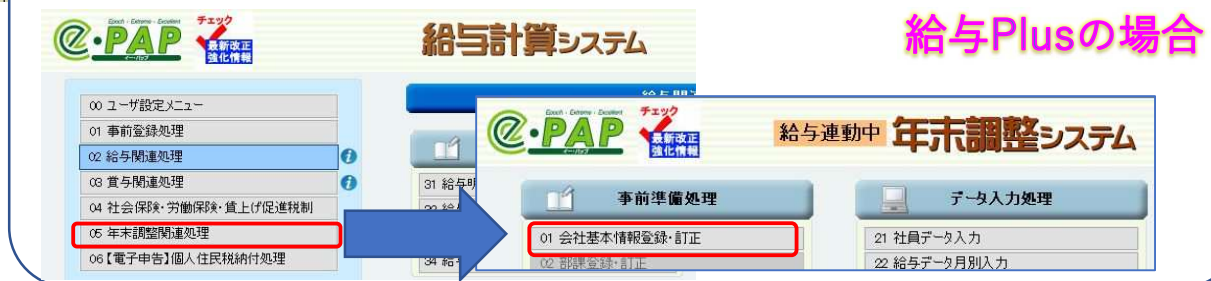 Epoch・Extreme・Excellent
e・PAP
イー・パップ
チェック
最新改正
強化情報
給与計算システム
給与Plusの場合
00 ユーザ設定メニュー
01 事前登録処理
02 給与関連処理
03 賞与関連処理
04 社会保険・労働保険・賃上げ促進税制
05 年末調整関連処理
06【電子申告】個人住民税納付処理
31 給与明
34 給与
Epoch・Extreme・Excellent
e・PAP
イー・パップ
チェック
最新改正
強化情報
給与連動中 年末調整システム
事前準備処理
データ入力処理
01 会社基本情報登録・訂正
02 部課登録・訂正
21 社員データ入力
22 給与データ月別入力